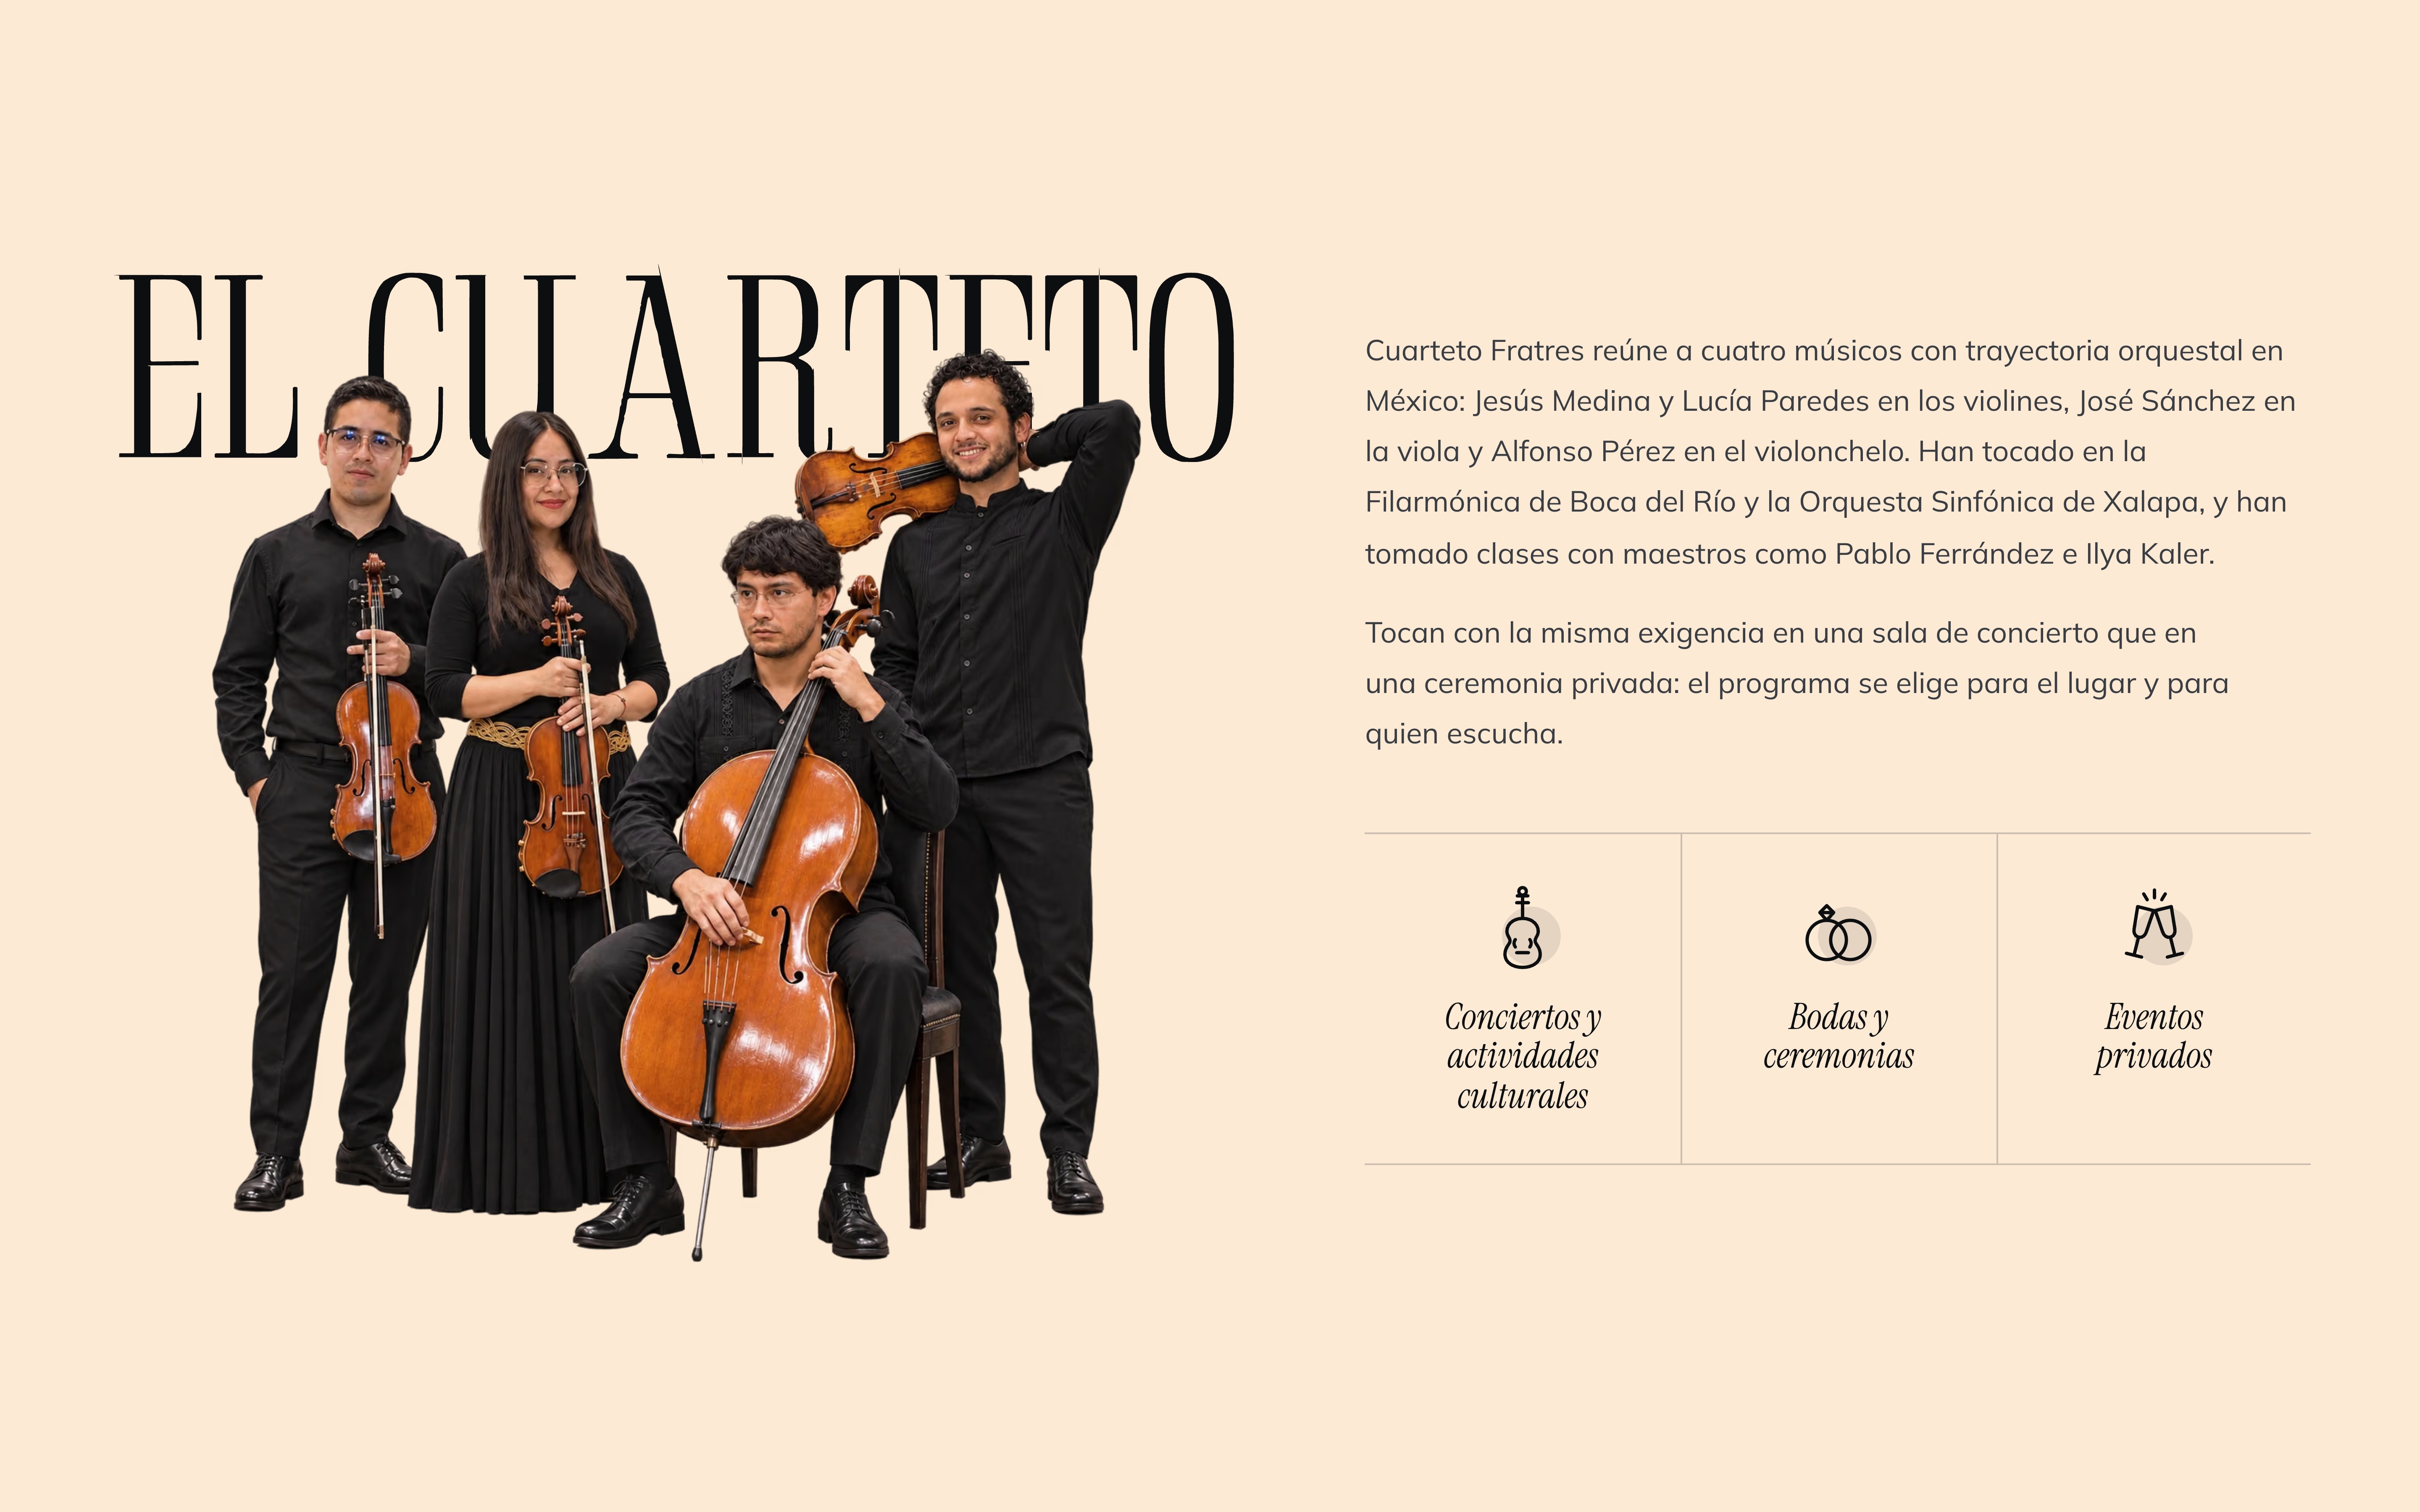 EL CUARTETO
Cuarteto Fratres reúne a cuatro músicos con trayectoria orquestal en
México: Jesús Medina y Lucía Paredes en los violines, José Sánchez en
la viola y Alfonso Pérez en el violonchelo. Han tocado en la
Filarmónica de Boca del Río y la Orquesta Sinfónica de Xalapa, y han
tomado clases con maestros como Pablo Ferrández e Ilya Kaler.
Tocan con la misma exigencia en una sala de concierto que en
una ceremonia privada: el programa se elige para el lugar y para
quien escucha.
Conciertos y
actividades
culturales
Bodas y
ceremonias
Eventos
privados